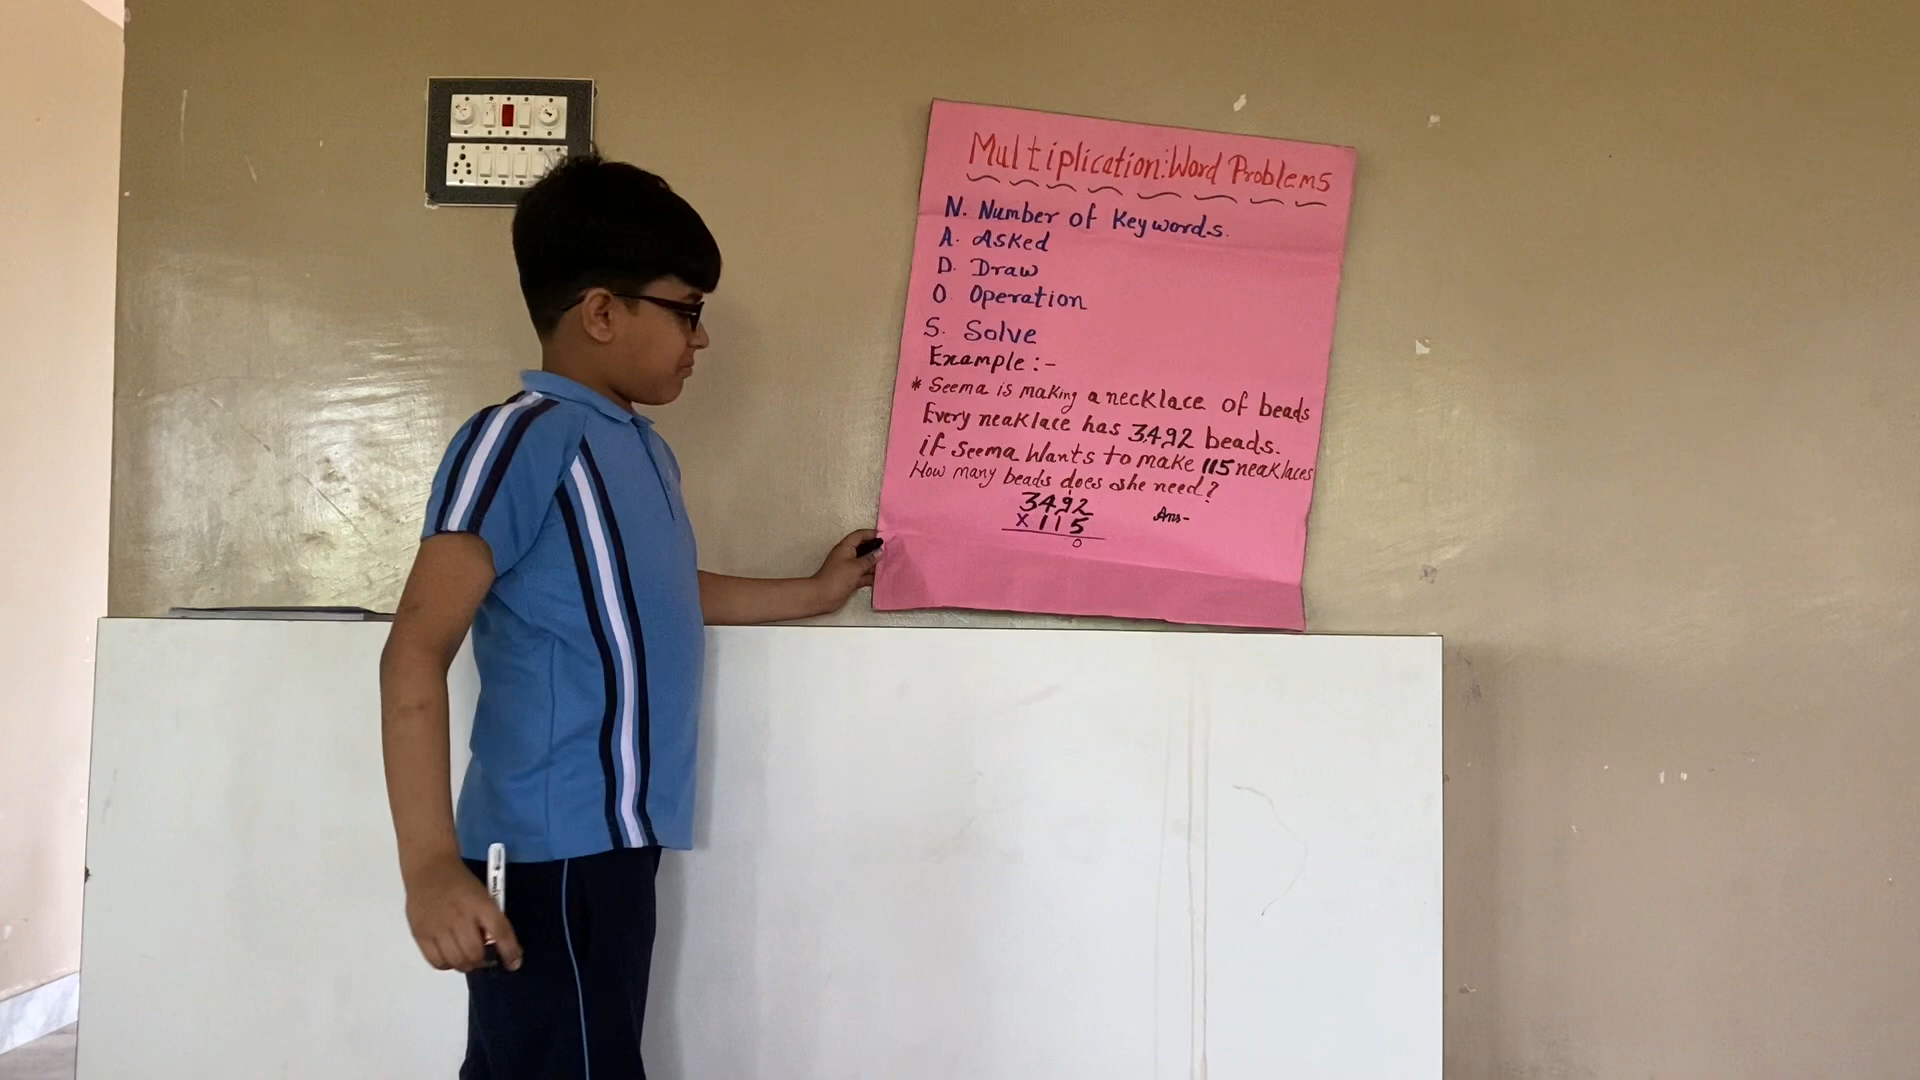 Multiplication: Word Problems
N. Number of Keywords.
A. Asked
D. Draw
O. Operation
S. Solve
Example :-
* Seema is making a necklace of beads
Every neaklace has 3492 beads.
if Seema Wants to make 115 neaklaces
How many beads does she need?
3492
x 115
Ans-
0